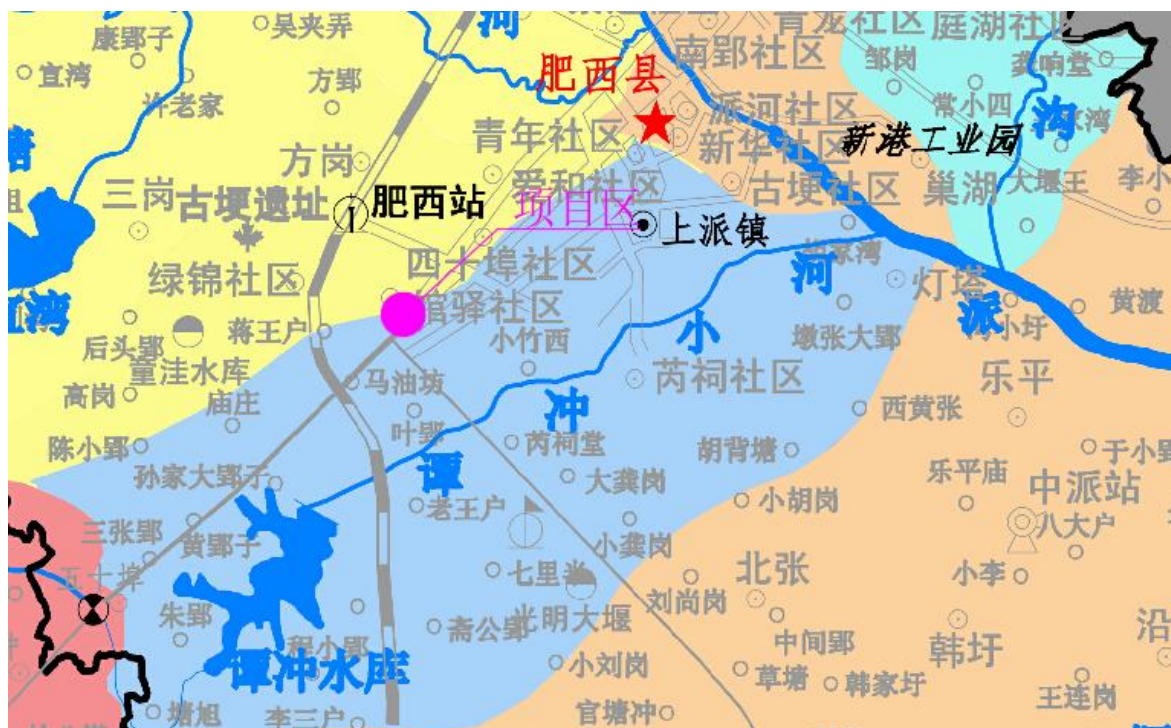 康郢子
吴夹弄
河
青龙社区
庭湖社区
南郢社区
邹岗
龚响堂
宣湾
许老家
方郢
肥西县
派河社区
常小四
沟
塘
青年社区
新华社区
新港工业园
三岗
方岗
爱和社区
古埂社区
巢湖
大堰王
李小
古埂遗址
肥西站
项目区
上派镇
绿锦社区
四十埠社区
河
灯塔
派
黄渡
湾
馆驿社区
小
后头郢
蒋王户
小竹西
墩张大郢
童洼水库
马油坊
芮祠社区
乐平
高岗
庙庄
冲
西黄张
陈小郢
叶郢
芮祠堂
胡背塘
于小郢
孙家大郢子
谭
大龚岗
小胡岗
乐平庙
中派站
三张郢
黄郢子
老王户
小龚岗
八大户
五十埠
七里半
北张
小李
朱郢
斋公郢
光明大堰
刘尚岗
中间郢
韩圩
沿
程小郢
谭冲水库
小刘岗
草塘
韩家圩
王连岗
塘旭
李三户
官塘冲